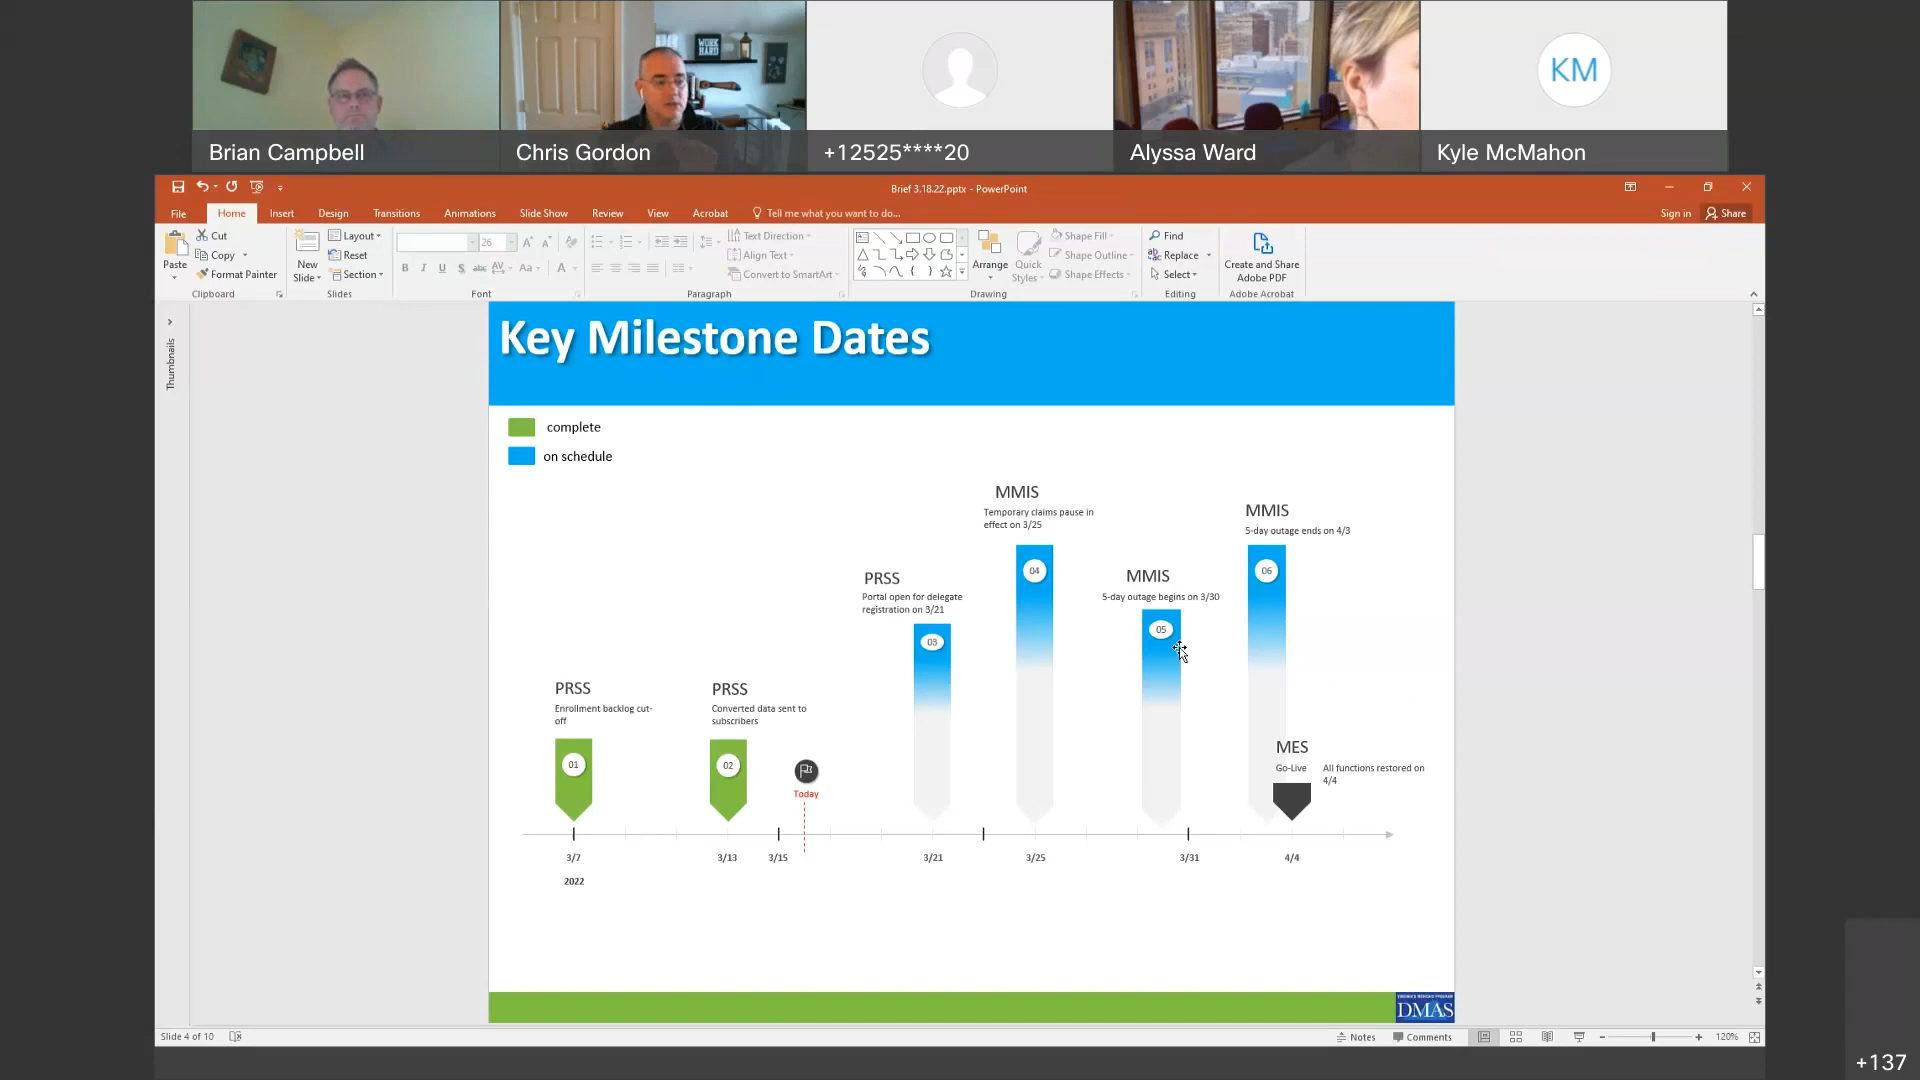 WORK
HARD
KM
Brian Campbell
Chris Gordon
+12525****20
Alyssa Ward
Kyle McMahon
Brief 3.18.22.pptx - PowerPoint
File
Home
Insert
Design
Transitions
Animations
Slide Show
Review
View
Acrobat
Tell me what you want to do...
Sign in
Share
Paste
Cut
Copy
Format Painter
Clipboard
New
Slide
Layout
Reset
Section
Slides
26
Font
Text Direction
Align Text
Convert to SmartArt
Paragraph
Arrange
Quick
Styles
Shape Fill
Shape Outline
Shape Effects
Drawing
Find
Replace
Select
Editing
Create and Share
Adobe PDF
Adobe Acrobat
Thumbnails
Key Milestone Dates
complete
on schedule
MMIS
Temporary claims pause in
effect on 3/25
04
MMIS
5-day outage ends on 4/3
06
PRSS
Portal open for delegate
registration on 3/21
03
MMIS
5-day outage begins on 3/30
05
PRSS
Enrollment backlog cut-
off
01
PRSS
Converted data sent to
subscribers
02
Today
MES
Go-Live
All functions restored on
4/4
3/7
3/13
3/15
3/21
3/25
3/31
4/4
2022
VIRGINIA'S MEDICAID PROGRAM
DMAS
Slide 4 of 10
Notes
Comments
120%
+137